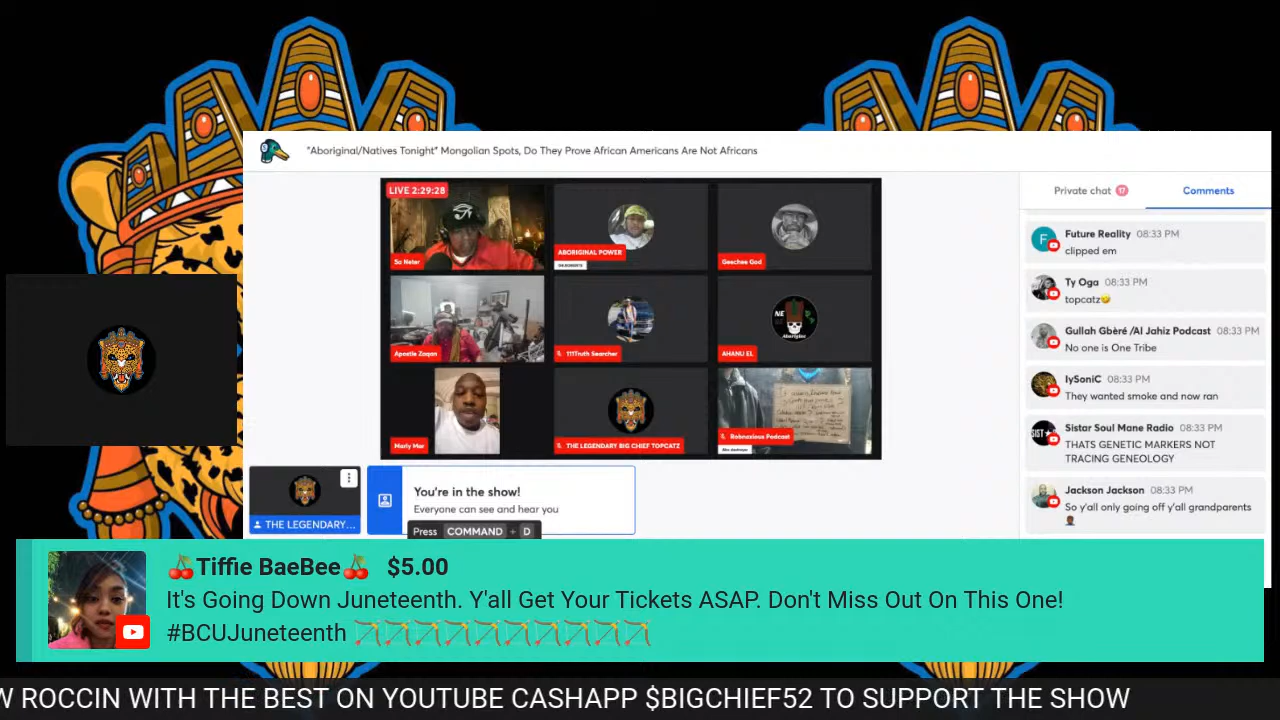 "Aboriginal/Natives Tonight" Mongolian Spots, Do They Prove African Americans Are Not Africans
LIVE 2:29:28
Sa Neter
ABORIGINAL POWER
Geechee God
Apostle Zaqan
111Truth Searcher
NE
AHANU EL
Marly Mar
THE LEGENDARY BIG CHIEF TOPCATZ
Robnoxious Podcast
THE LEGENDARY...
You're in the show!
Everyone can see and hear you
Press COMMAND + D
Private chat 17
Comments
Future Reality 08:33 PM
clipped em
Ty Oga 08:33 PM
topcatz🤣
Gullah Gbèré /Al Jahiz Podcast 08:33 PM
No one is One Tribe
IySoniC 08:33 PM
They wanted smoke and now ran
Sistar Soul Mane Radio 08:33 PM
THATS GENETIC MARKERS NOT
TRACING GENEOLOGY
Jackson Jackson 08:33 PM
So y'all only going off y'all grandparents
🤦🏾‍♂️
🍒Tiffie BaeBee🍒 $5.00
It's Going Down Juneteenth. Y'all Get Your Tickets ASAP. Don't Miss Out On This One!
#BCUJuneteenth 🏹🏹🏹🏹🏹🏹🏹🏹🏹🏹
W ROCCIN WITH THE BEST ON YOUTUBE CASHAPP $BIGCHIEF52 TO SUPPORT THE SHOW